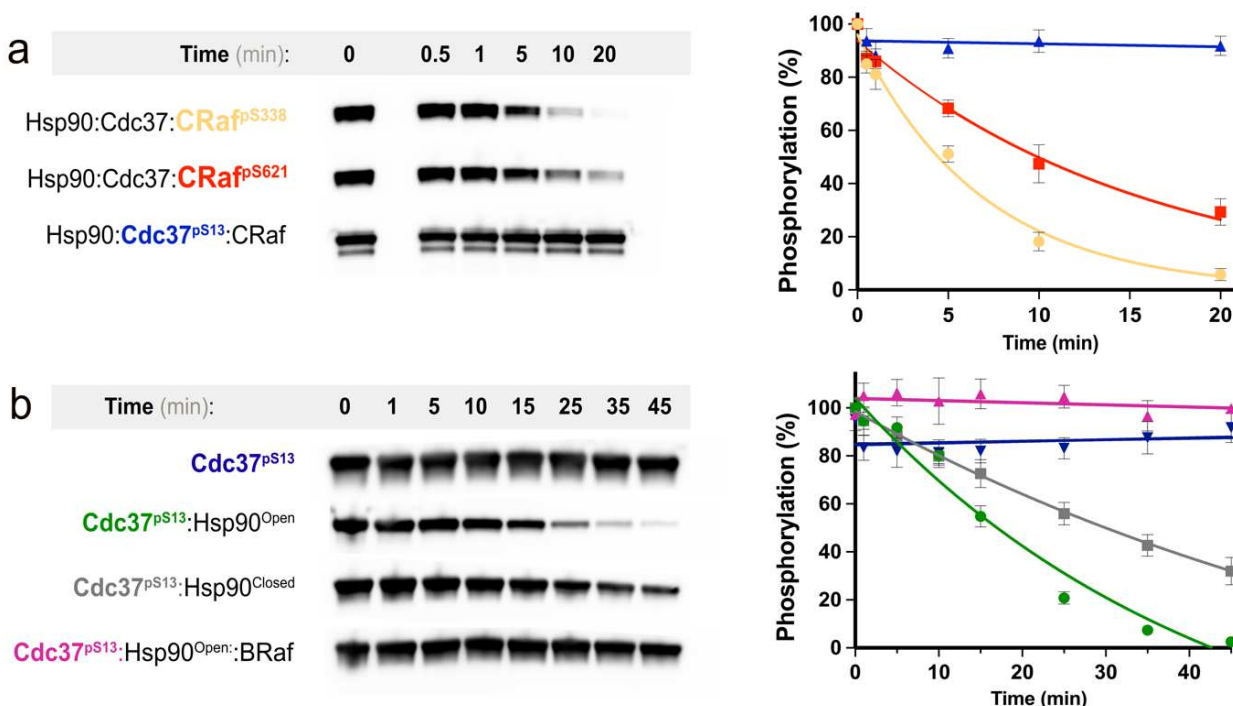 a
Time (min): 0 0.5 1 5 10 20
Hsp90:Cdc37:CRaf^pS338
Hsp90:Cdc37:CRaf^pS621
Hsp90:Cdc37^pS13:CRaf
Phosphorylation (%)
100
80
60
40
20
0
0 5 10 15 20
Time (min)
b
Time (min): 0 1 5 10 15 25 35 45
Cdc37^pS13
Cdc37^pS13:Hsp90^Open
Cdc37^pS13:Hsp90^Closed
Cdc37^pS13:Hsp90^Open::BRaf
Phosphorylation (%)
100
80
60
40
20
0
0 10 20 30 40
Time (min)